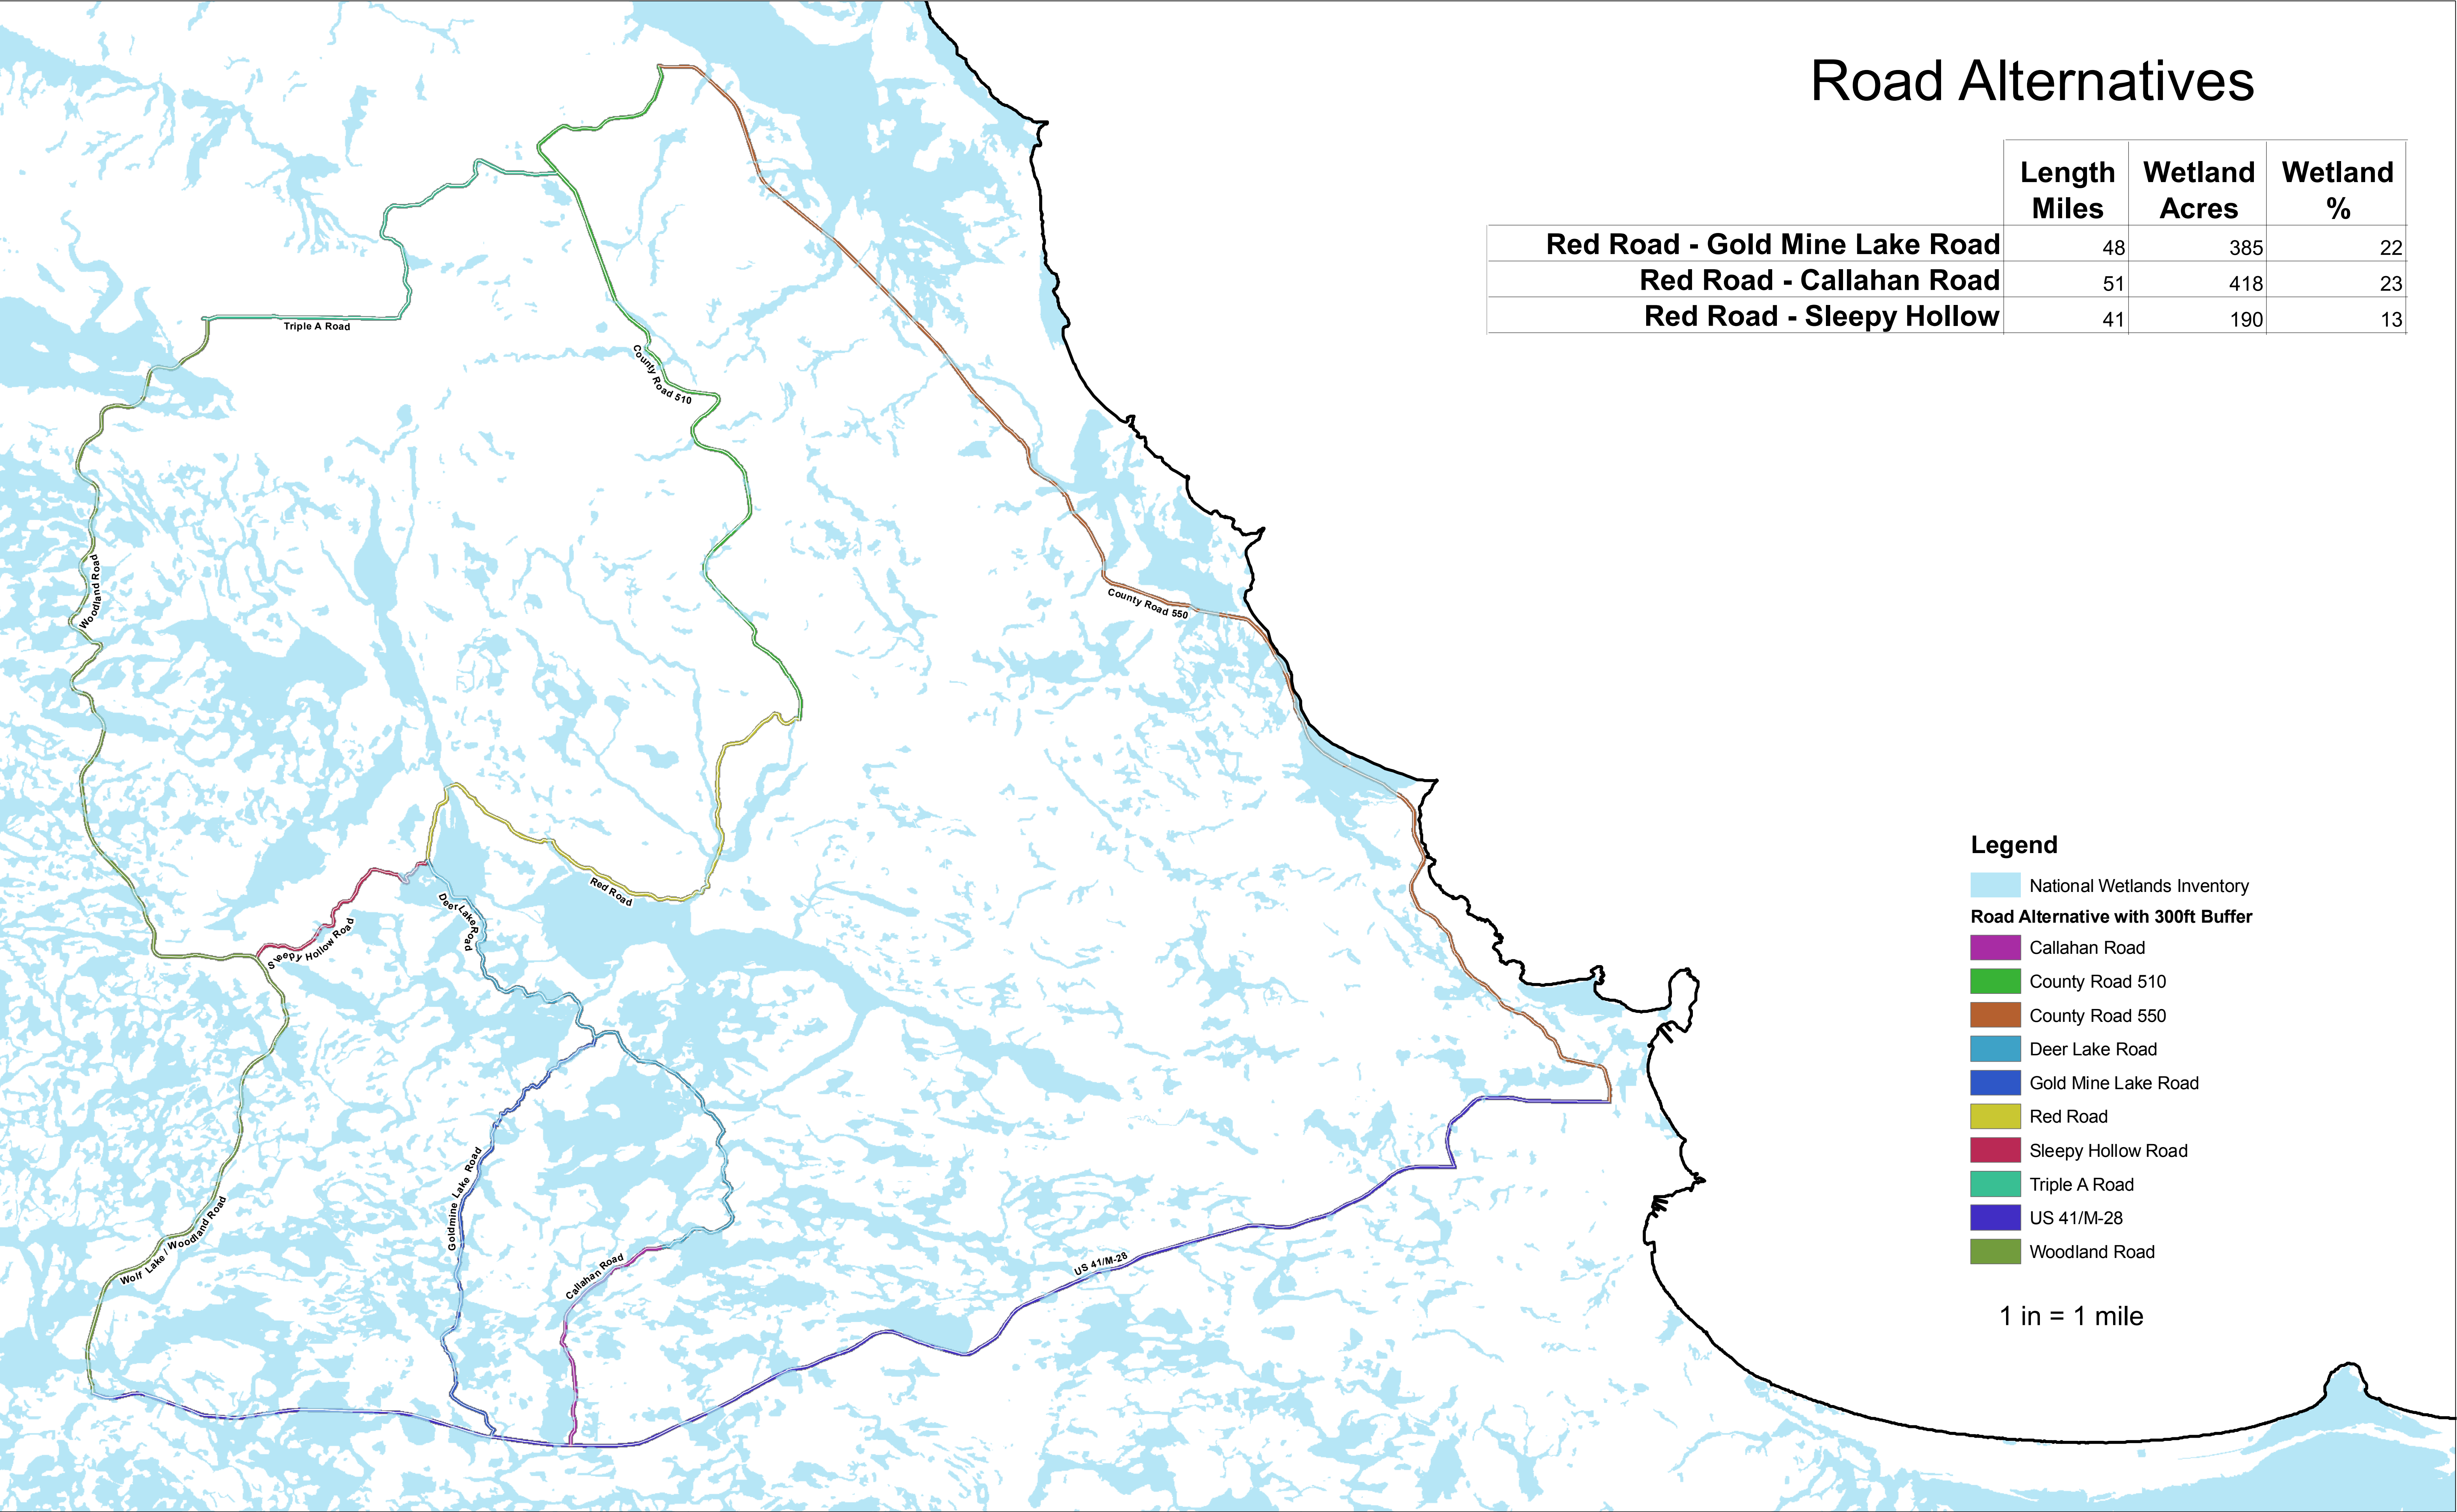 Road Alternatives
Length Miles
Wetland Acres
Wetland %
Red Road - Gold Mine Lake Road 48 385 22
Red Road - Callahan Road 51 418 23
Red Road - Sleepy Hollow 41 190 13
Triple A Road
County Road 510
Woodland Road
County Road 550
Red Road
Deer Lake Road
Sleepy Hollow Road
Goldmine Lake Road
Wolf Lake / Woodland Road
Callahan Road
US 41/M-28
Legend
National Wetlands Inventory
Road Alternative with 300ft Buffer
Callahan Road
County Road 510
County Road 550
Deer Lake Road
Gold Mine Lake Road
Red Road
Sleepy Hollow Road
Triple A Road
US 41/M-28
Woodland Road
1 in = 1 mile